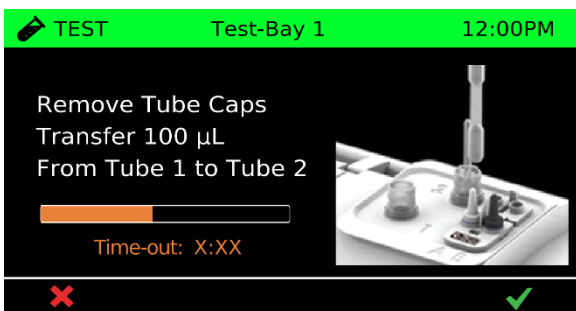 TEST Test-Bay 1 12:00PM
Remove Tube Caps
Transfer 100 µL
From Tube 1 to Tube 2
Time-out: X:XX